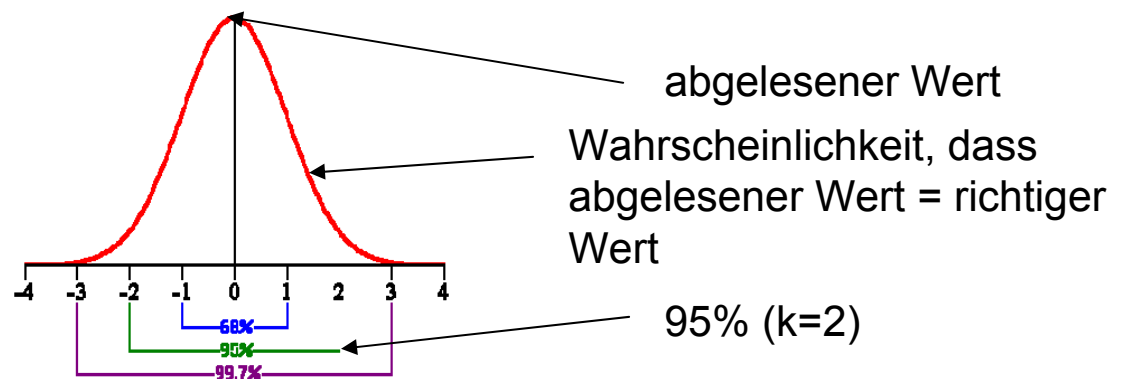 abgelesener Wert
Wahrscheinlichkeit, dass
abgelesener Wert = richtiger
Wert
-4 -3 -2 -1 0 1 2 3 4
68%
95% (k=2)
95%
99.7%